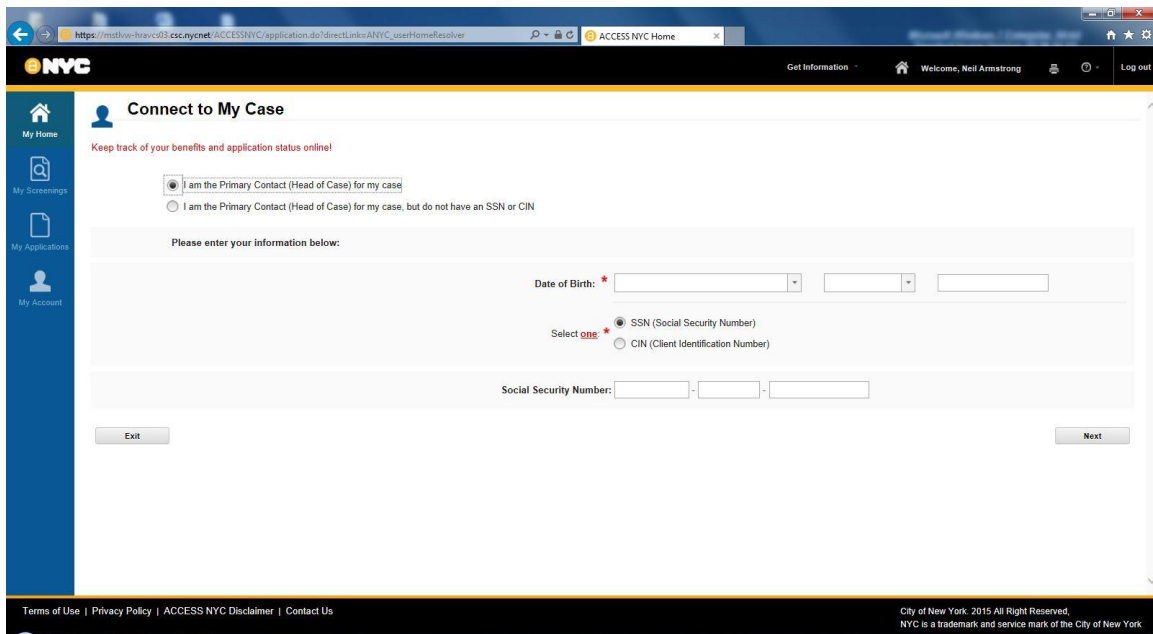 https://mstlvw-hravcs03.csc.nycnet/ACCESSNYC/application.do?directLink=ANYC_userHomeResolver
ACCESS NYC Home
NYC
Get Information
Welcome, Neil Armstrong
Log out
My Home
My Screenings
My Applications
My Account
Connect to My Case
Keep track of your benefits and application status online!
I am the Primary Contact (Head of Case) for my case
I am the Primary Contact (Head of Case) for my case, but do not have an SSN or CIN
Please enter your information below:
Date of Birth: *
Select one: *
SSN (Social Security Number)
CIN (Client Identification Number)
Social Security Number: - -
Exit
Next
Terms of Use | Privacy Policy | ACCESS NYC Disclaimer | Contact Us
City of New York. 2015 All Right Reserved,
NYC is a trademark and service mark of the City of New York